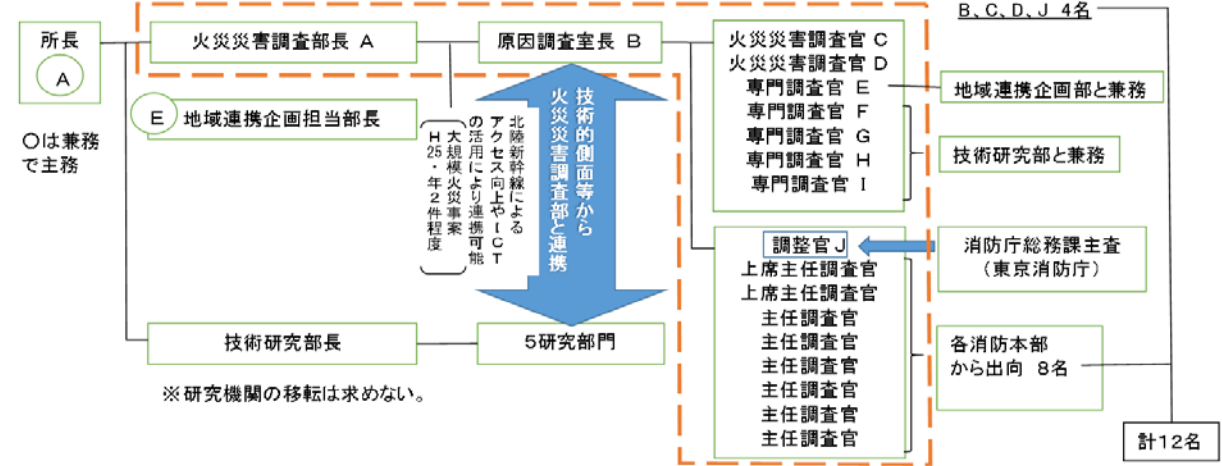 B、C、D、J 4名
所長
A
〇は兼務
で主務
火災災害調査部長 A
原因調査室長 B
E 地域連携企画担当部長
北陸新幹線による
アクセス向上やICT
の活用により連携可能
大規模火災事案
H25・年2件程度
技術的側面等から
火災災害調査部と連携
技術研究部長
5研究部門
※研究機関の移転は求めない。
火災災害調査官 C
火災災害調査官 D
専門調査官 E
専門調査官 F
専門調査官 G
専門調査官 H
専門調査官 I
地域連携企画部と兼務
技術研究部と兼務
調整官J
上席主任調査官
上席主任調査官
主任調査官
主任調査官
主任調査官
主任調査官
主任調査官
主任調査官
消防庁総務課主査
(東京消防庁)
各消防本部
から出向 8名
計12名